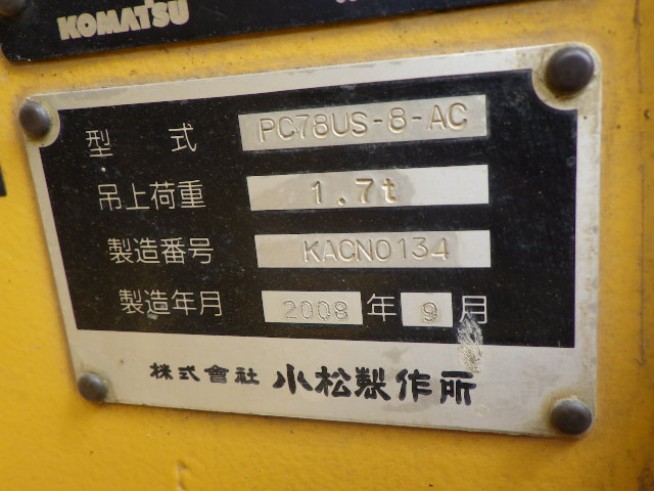 KOMATSU
型 式 PC78US-8-AC
吊上荷重 1.7t
製造番号 KACN0134
製造年月 2008 年 9 月
株式會社 小松製作所